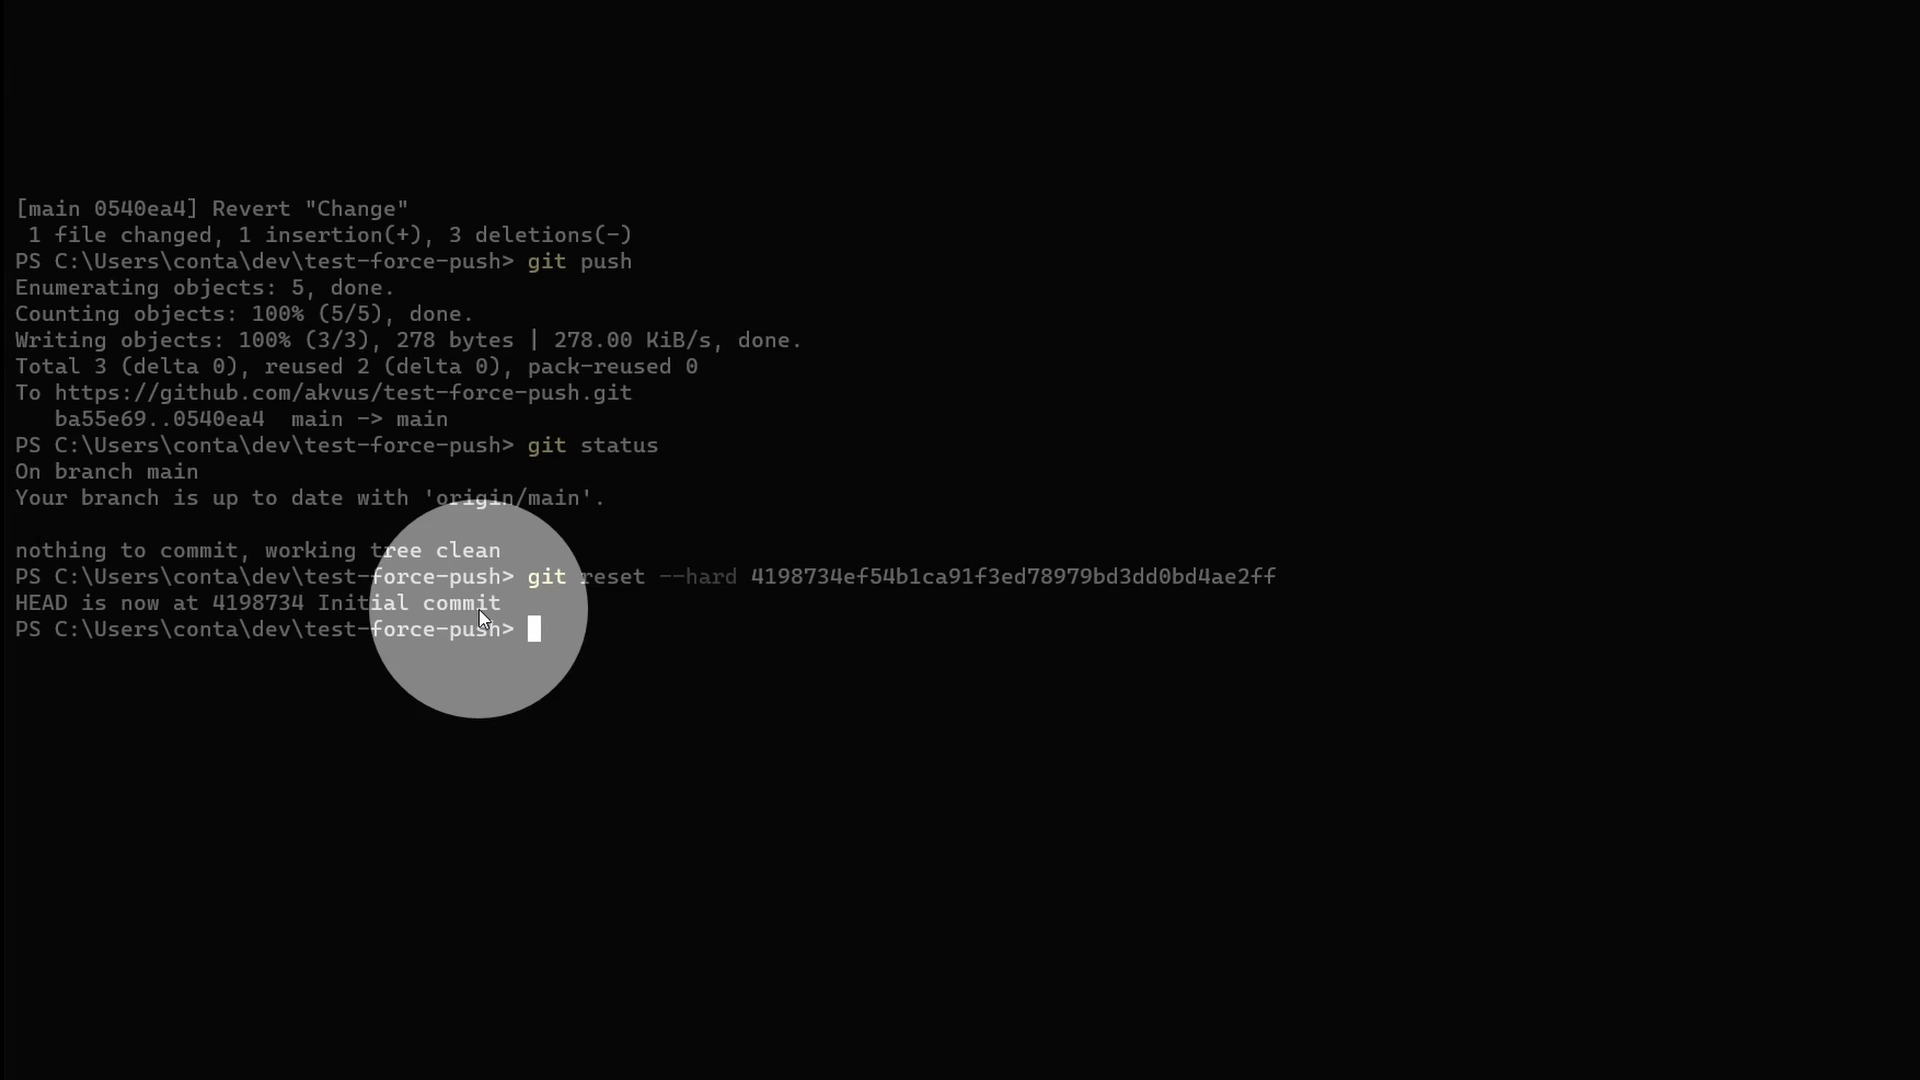 [main 0540ea4] Revert "Change"
 1 file changed, 1 insertion(+), 3 deletions(-)
PS C:\Users\conta\dev\test-force-push> git push
Enumerating objects: 5, done.
Counting objects: 100% (5/5), done.
Writing objects: 100% (3/3), 278 bytes | 278.00 KiB/s, done.
Total 3 (delta 0), reused 2 (delta 0), pack-reused 0
To https://github.com/akvus/test-force-push.git
   ba55e69..0540ea4  main -> main
PS C:\Users\conta\dev\test-force-push> git status
On branch main
Your branch is up to date with 'origin/main'.

nothing to commit, working tree clean
PS C:\Users\conta\dev\test-force-push> git reset --hard 4198734ef54b1ca91f3ed78979bd3dd0bd4ae2ff
HEAD is now at 4198734 Initial commit
PS C:\Users\conta\dev\test-force-push>